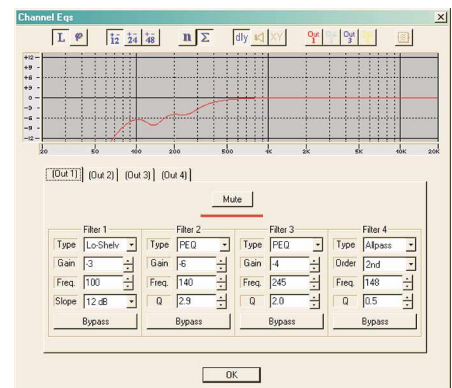 Channel Eqs
L φ ± 12 ± 24 ± 48 n Σ dly XY Out 1 Out 3
+12
+9
+6
+3
0
-3
-6
-9
-12
20 50 100 200 500 1K 2K 5K 10K 20K
(Out 1) (Out 2) (Out 3) (Out 4)
Mute
Filter 1 Filter 2 Filter 3 Filter 4
Type Lo-Shelv Type PEQ Type PEQ Type Allpass
Gain -3 Gain -6 Gain -4 Order 2nd
Freq. 100 Freq. 140 Freq. 245 Freq. 148
Slope 12 dB Q 2.9 Q 2.0 Q 0.5
Bypass Bypass Bypass Bypass
OK